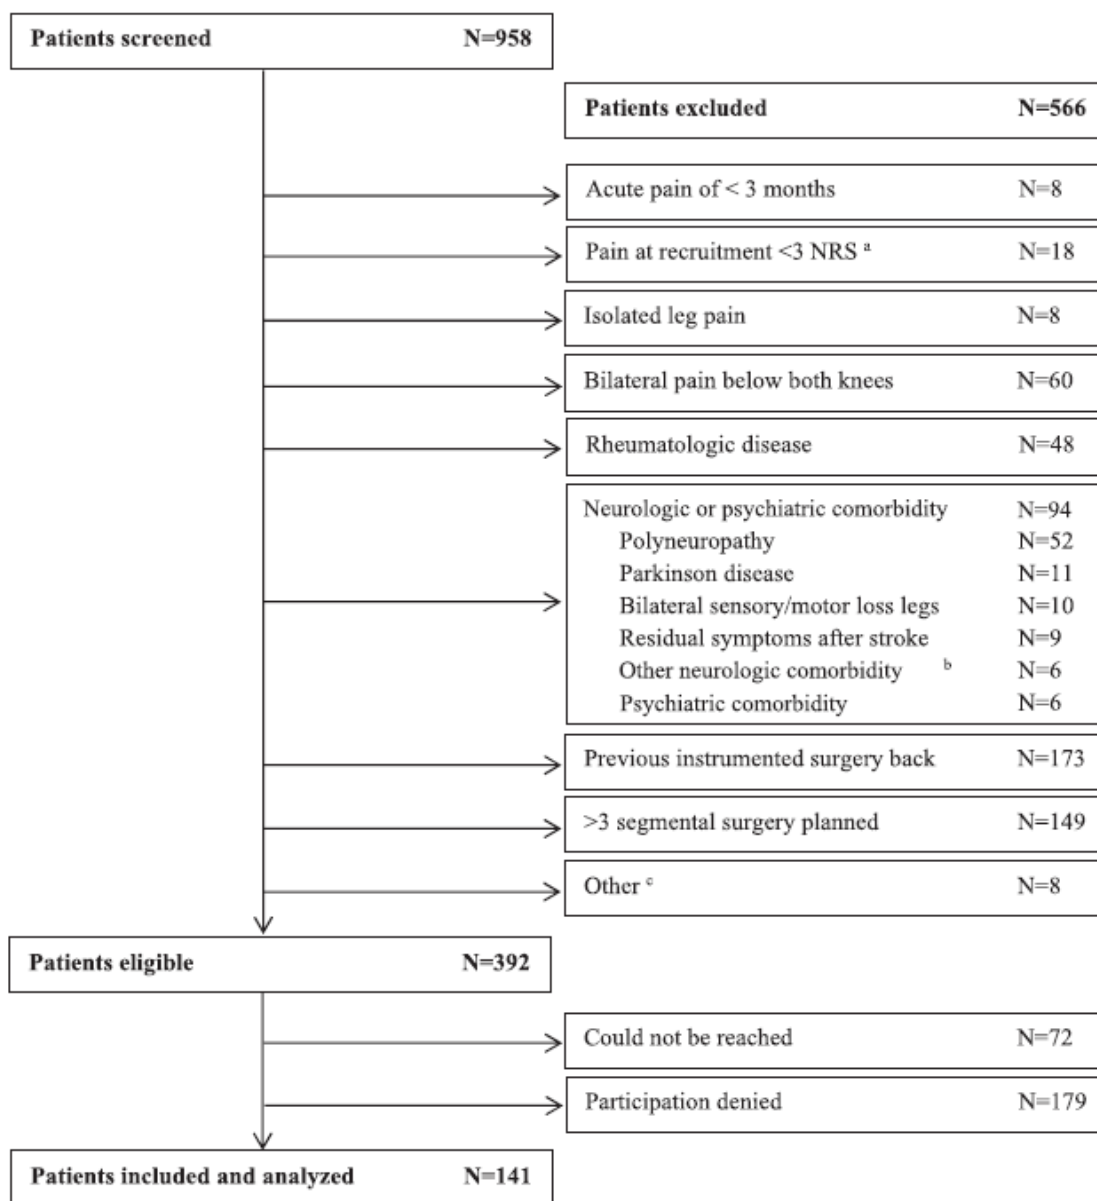 Patients screened N=958
Patients excluded N=566
Acute pain of < 3 months N=8
Pain at recruitment <3 NRS ᵃ N=18
Isolated leg pain N=8
Bilateral pain below both knees N=60
Rheumatologic disease N=48
Neurologic or psychiatric comorbidity N=94
Polyneuropathy N=52
Parkinson disease N=11
Bilateral sensory/motor loss legs N=10
Residual symptoms after stroke N=9
Other neurologic comorbidity ᵇ N=6
Psychiatric comorbidity N=6
Previous instrumented surgery back N=173
>3 segmental surgery planned N=149
Other ᶜ N=8
Patients eligible N=392
Could not be reached N=72
Participation denied N=179
Patients included and analyzed N=141